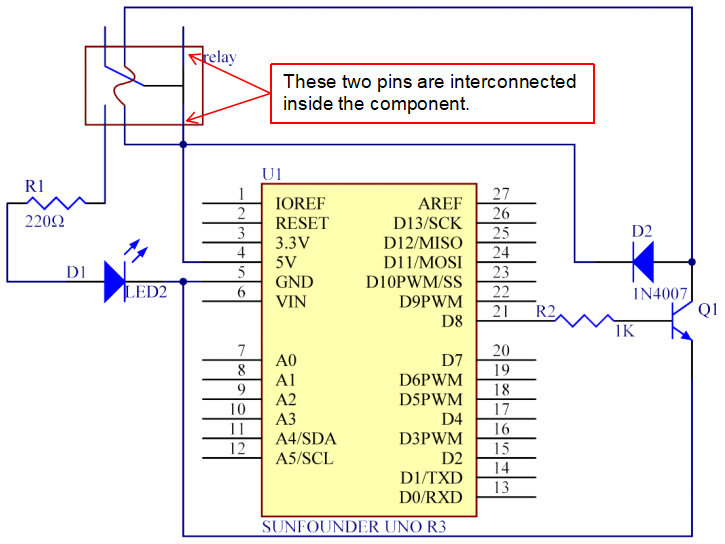 relay
These two pins are interconnected
inside the component.
U1
R1
220Ω
D1
LED2
1 IOREF AREF 27
2 RESET D13/SCK 26
3 3.3V D12/MISO 25
4 5V D11/MOSI 24
5 GND D10PWM/SS 23
6 VIN D9PWM 22
D8 21
7 A0 D7 20
8 A1 D6PWM 19
9 A2 D5PWM 18
10 A3 D4 17
11 A4/SDA D3PWM 16
12 A5/SCL D2 15
D1/TXD 14
D0/RXD 13
SUNFOUNDER UNO R3
D2
1N4007
R2
1K
Q1